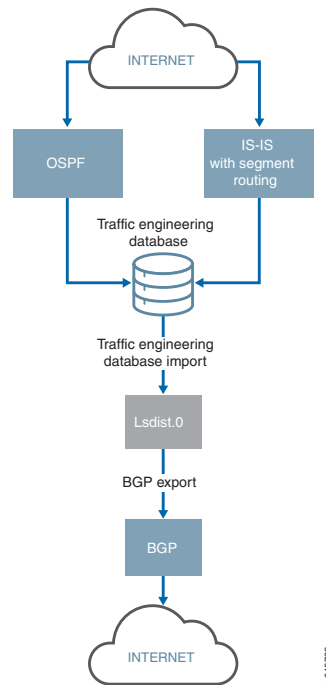 INTERNET
OSPF
IS-IS
with segment
routing
Traffic engineering
database
Traffic engineering
database import
Lsdist.0
BGP export
BGP
INTERNET